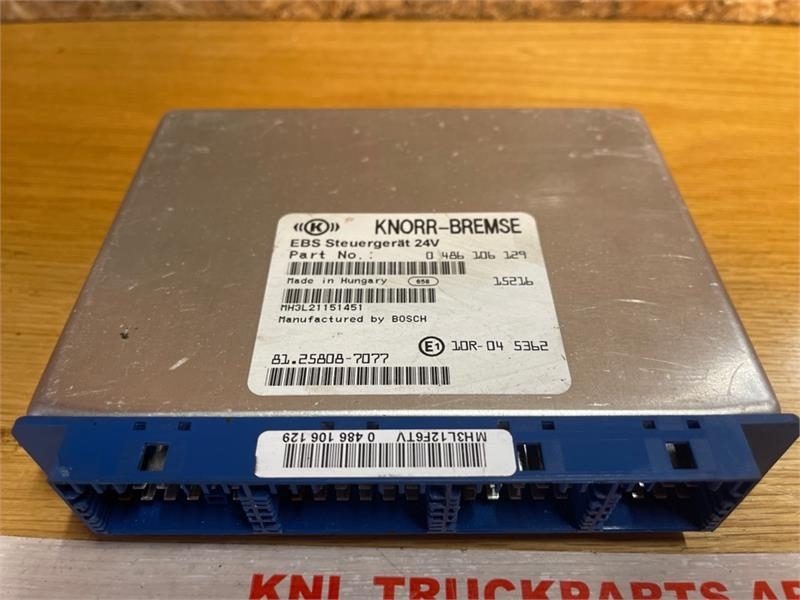 K KNORR-BREMSE
EBS Steuergerät 24V
Part No.: 0 486 106 129
Made in Hungary 658 15216
MH3L21151451
Manufactured by BOSCH
E1 10R-04 5362
81.25808-7077
MH3L12F6TV 0 486 106 129
KNL TRUCKPARTS